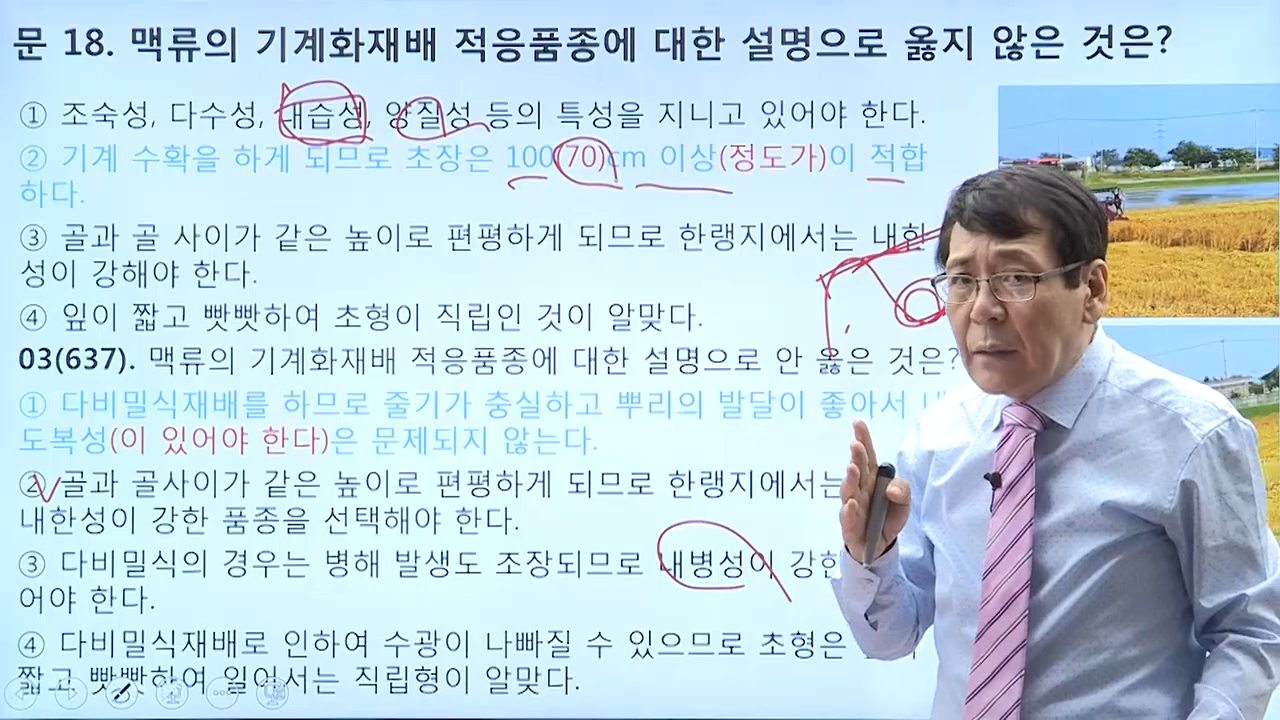 문 18. 맥류의 기계화재배 적응품종에 대한 설명으로 옳지 않은 것은?
① 조숙성, 다수성, 내습성, 양질성 등의 특성을 지니고 있어야 한다.
② 기계 수확을 하게 되므로 초장은 100(70)cm 이상(정도가)이 적합
하다.
③ 골과 골 사이가 같은 높이로 편평하게 되므로 한랭지에서는 내한
성이 강해야 한다.
④ 잎이 짧고 빳빳하여 초형이 직립인 것이 알맞다.
03(637). 맥류의 기계화재배 적응품종에 대한 설명으로 안 옳은 것은?
① 다비밀식재배를 하므로 줄기가 충실하고 뿌리의 발달이 좋아서 내
도복성(이 있어야 한다)은 문제되지 않는다.
② 골과 골사이가 같은 높이로 편평하게 되므로 한랭지에서는
내한성이 강한 품종을 선택해야 한다.
③ 다비밀식의 경우는 병해 발생도 조장되므로 내병성이 강한
어야 한다.
④ 다비밀식재배로 인하여 수광이 나빠질 수 있으므로 초형은
짧고 빳빳하여 일어서는 직립형이 알맞다.